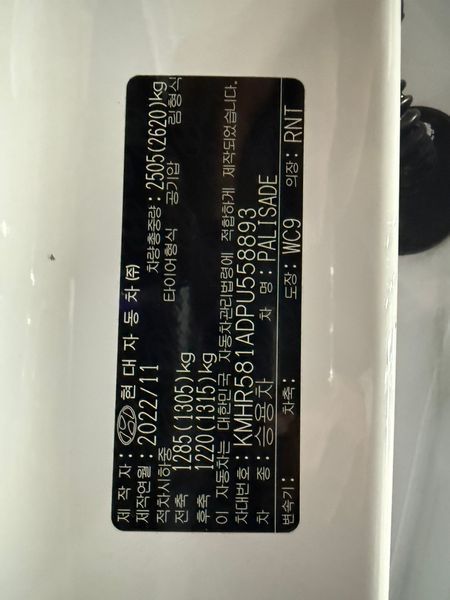 제 작 자 : 현 대 자 동 차 ㈜
제작연월 : 2022/11 차량총중량 : 2505(2620)kg
적차시하중 타이어형식 공기압 림형식
전축 1285(1305)kg
후축 1220(1315)kg
이 자동차는 대한민국 자동차관리법령에 적합하게 제작되었습니다.
차대번호 : KMHR581ADPU558893
차 종 : 승용차 차 명 : PALISADE
변속기 : 차축 : 도장 : WC9 의장 : RNT